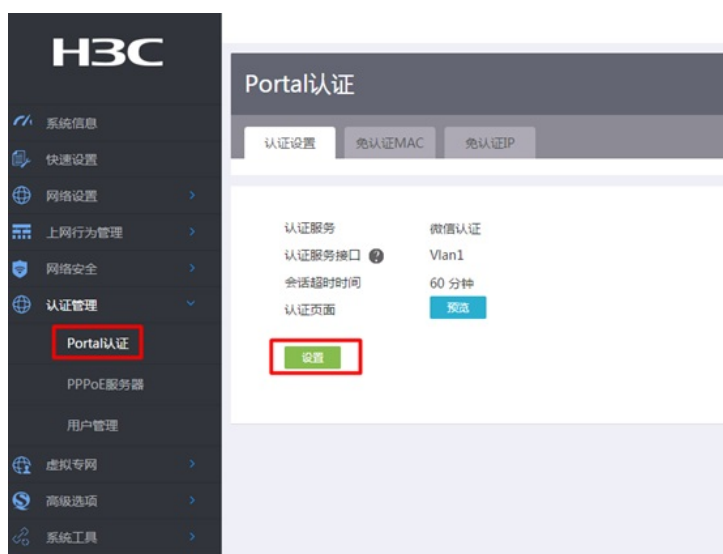 H3C
系统信息
快速设置
网络设置
上网行为管理
网络安全
认证管理
Portal认证
PPPoE服务器
用户管理
虚拟专网
高级选项
系统工具
Portal认证
认证设置 免认证MAC 免认证IP
认证服务 微信认证
认证服务接口 ? Vlan1
会话超时时间 60 分钟
认证页面 预览
设置